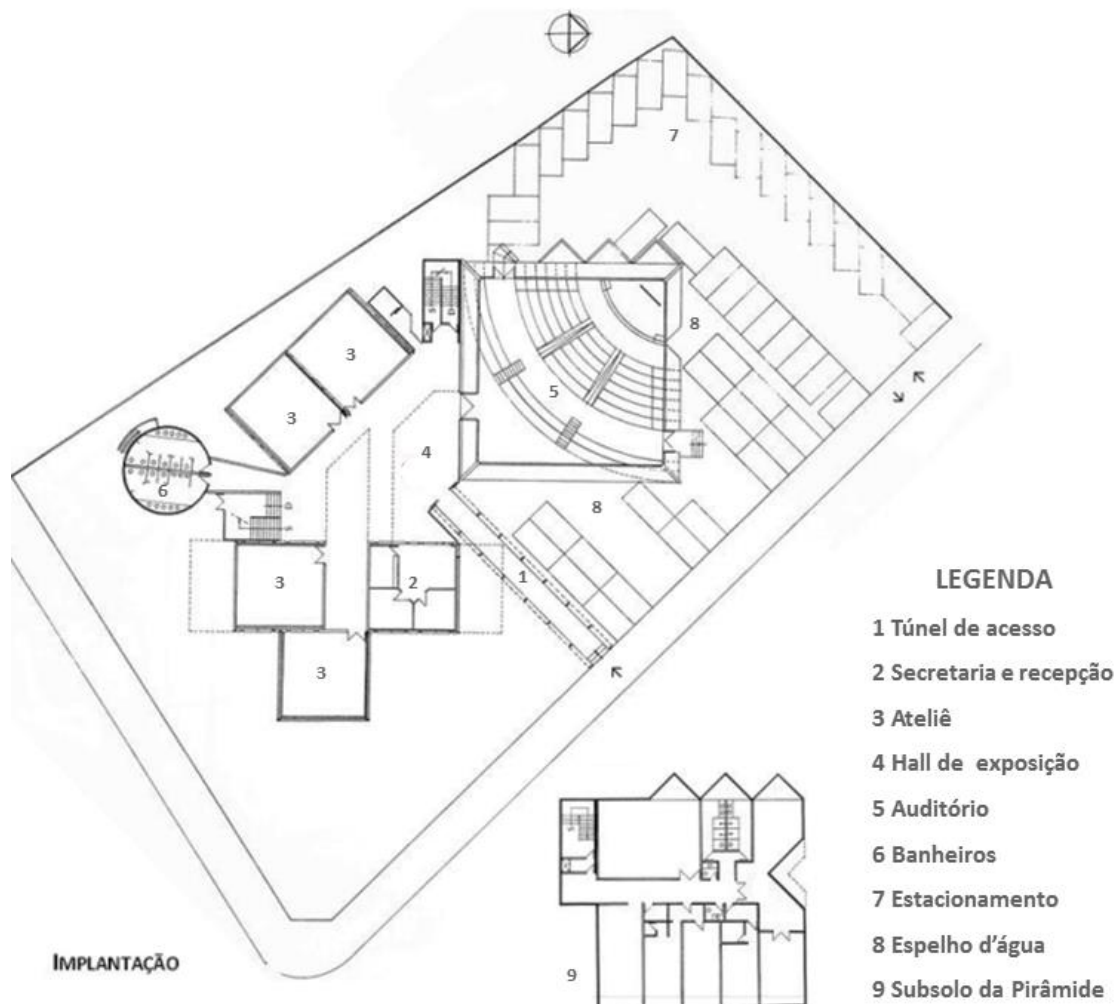 7
3
8
3
5
4
6
D
S
8
3
2
1
3
LEGENDA
1 Túnel de acesso
2 Secretaria e recepção
3 Ateliê
4 Hall de exposição
5 Auditório
6 Banheiros
7 Estacionamento
8 Espelho d'água
9 Subsolo da Pirâmide
9
IMPLANTAÇÃO